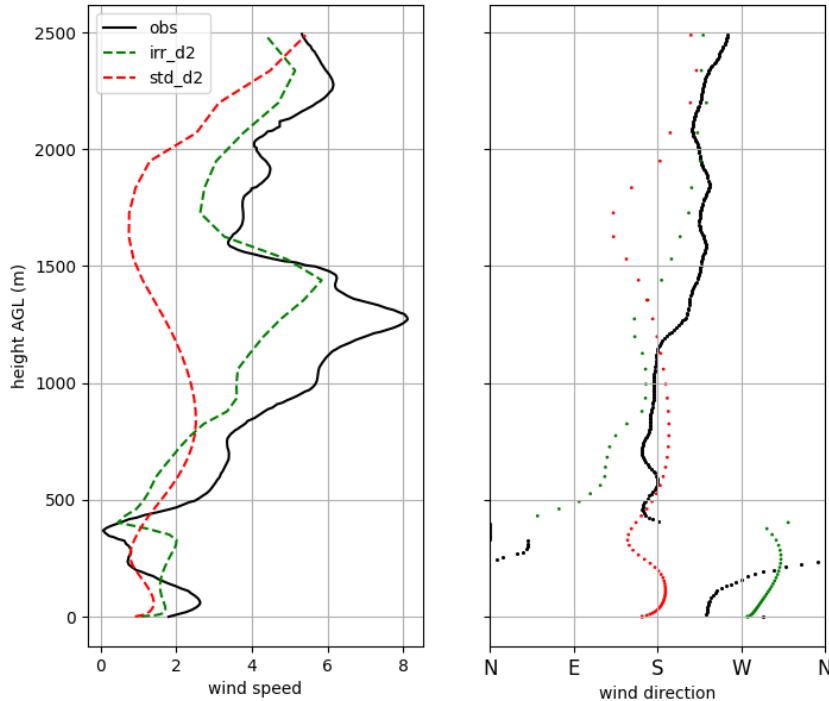 obs
irr_d2
std_d2
2500
2000
1500
1000
500
0
height AGL (m)
0 2 4 6 8
wind speed
N E S W N
wind direction